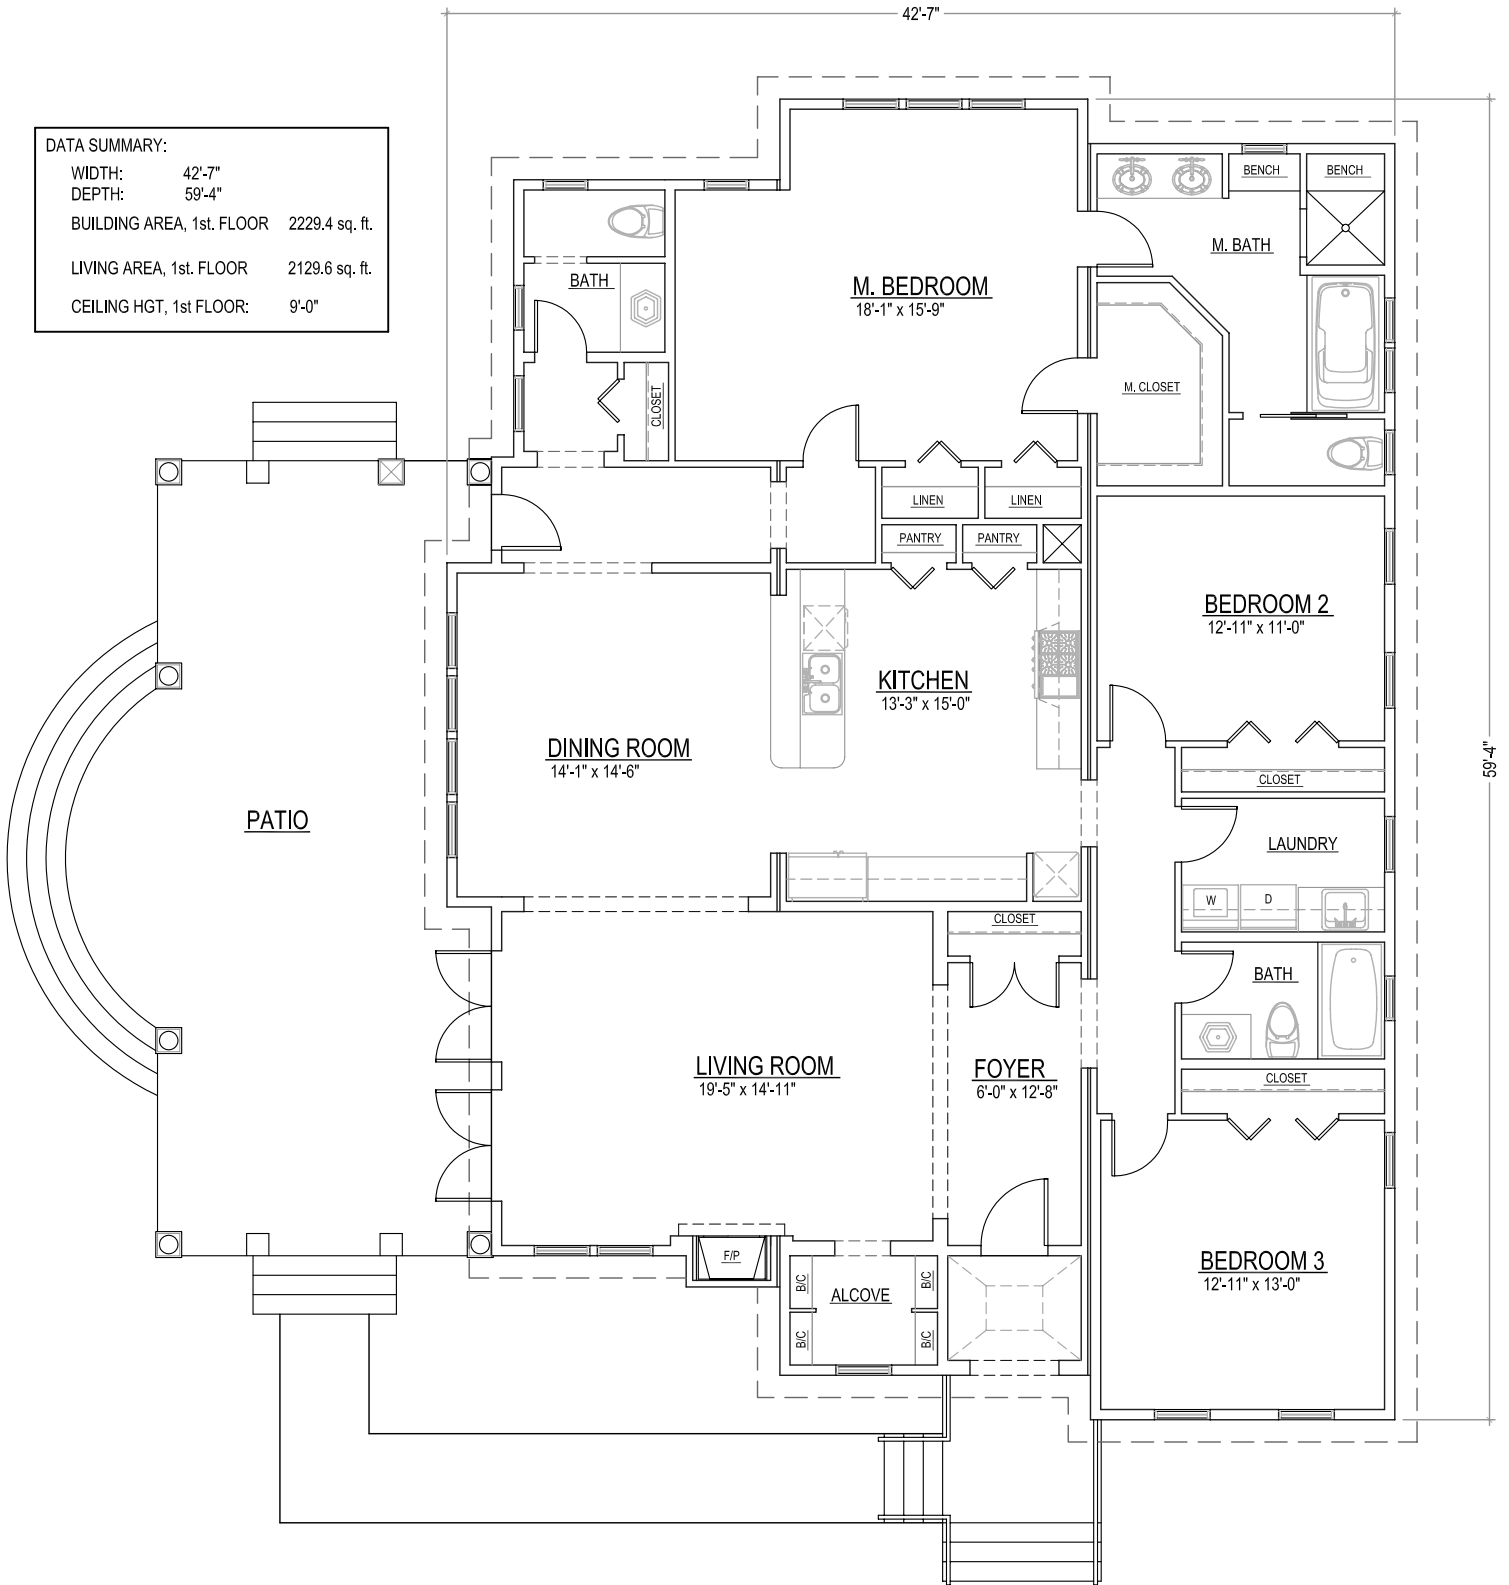 42'-7"
DATA SUMMARY:
WIDTH: 42'-7"
DEPTH: 59'-4"
BUILDING AREA, 1st. FLOOR 2229.4 sq. ft.
LIVING AREA, 1st. FLOOR 2129.6 sq. ft.
CEILING HGT, 1st FLOOR: 9'-0"
BENCH
BENCH
M. BATH
BATH
M. BEDROOM
18'-1" x 15'-9"
M. CLOSET
CLOSET
LINEN
LINEN
PANTRY
PANTRY
BEDROOM 2
12'-11" x 11'-0"
KITCHEN
13'-3" x 15'-0"
DINING ROOM
14'-1" x 14'-6"
59'-4"
CLOSET
PATIO
LAUNDRY
W
D
CLOSET
BATH
LIVING ROOM
19'-5" x 14'-11"
FOYER
6'-0" x 12'-8"
CLOSET
F/P
BEDROOM 3
12'-11" x 13'-0"
B/C
B/C
ALCOVE
B/C
B/C